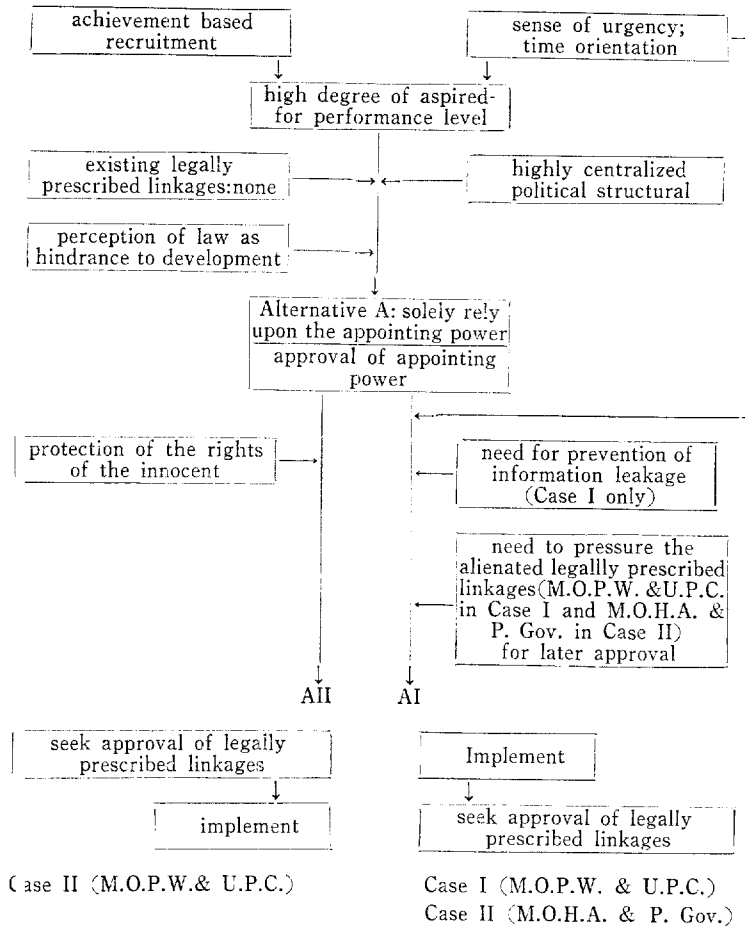 achievement based
recruitment
sense of urgency;
time orientation
high degree of aspired-
for performance level
existing legally
prescribed linkages:none
highly centralized
political structural
perception of law as
hindrance to development
Alternative A: solely rely
upon the appointing power
approval of appointing
power
protection of the rights
of the innocent
need for prevention of
information leakage
(Case I only)
need to pressure the
alienated legallly prescribed
linkages(M.O.P.W. &U.P.C.
in Case I and M.O.H.A. &
P. Gov. in Case II)
for later approval
AII
AI
seek approval of legally
prescribed linkages
implement
Case II (M.O.P.W.& U.P.C.)
Implement
seek approval of legally
prescribed linkages
Case I (M.O.P.W. & U.P.C.)
Case II (M.O.H.A. & P. Gov.)